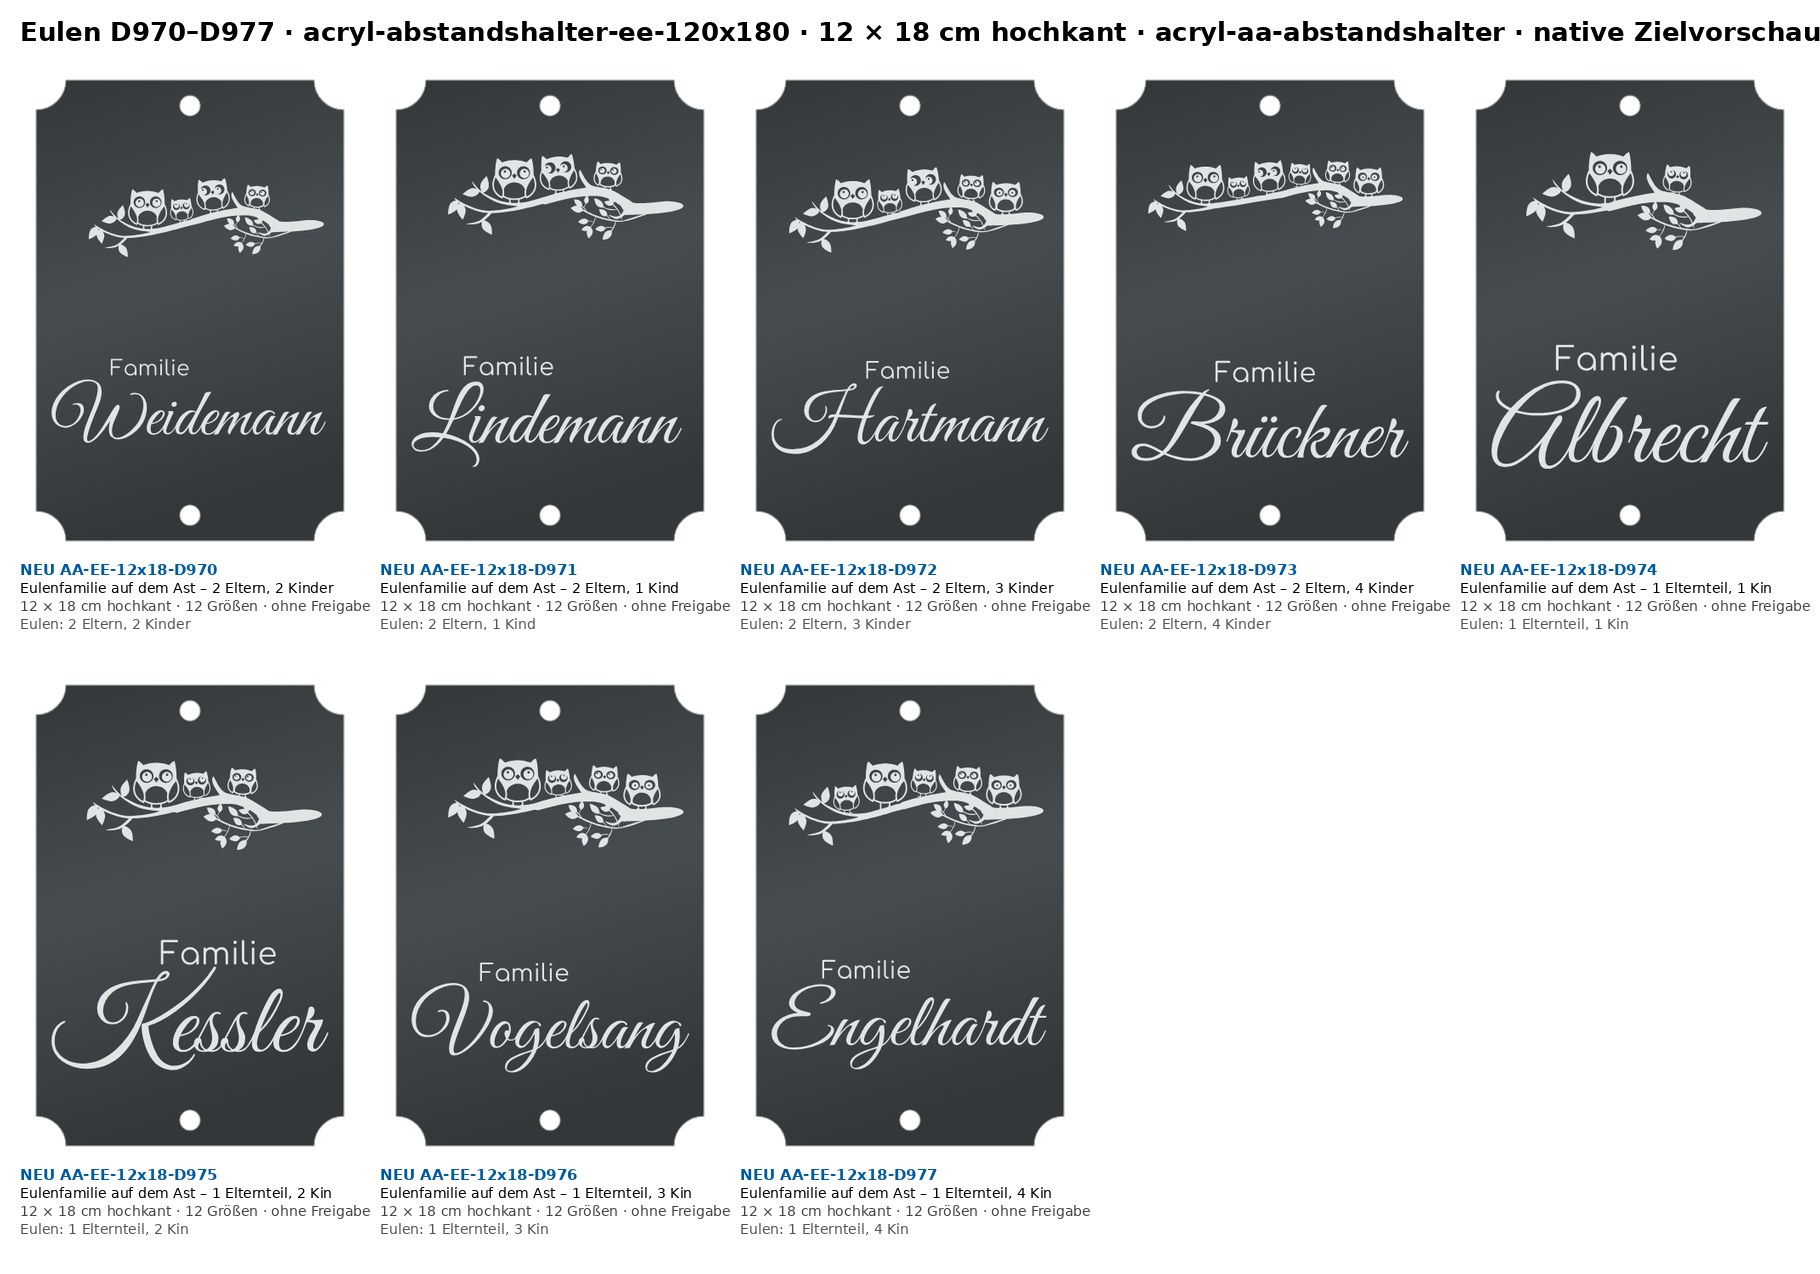 Eulen D970–D977 · acryl-abstandshalter-ee-120x180 · 12 × 18 cm hochkant · acryl-aa-abstandshalter · native Zielvorschau
Familie
Weidemann
Familie
Lindemann
Familie
Hartmann
Familie
Brückner
Familie
Albrecht
NEU AA-EE-12x18-D970
Eulenfamilie auf dem Ast – 2 Eltern, 2 Kinder
12 × 18 cm hochkant · 12 Größen · ohne Freigabe
Eulen: 2 Eltern, 2 Kinder
NEU AA-EE-12x18-D971
Eulenfamilie auf dem Ast – 2 Eltern, 1 Kind
12 × 18 cm hochkant · 12 Größen · ohne Freigabe
Eulen: 2 Eltern, 1 Kind
NEU AA-EE-12x18-D972
Eulenfamilie auf dem Ast – 2 Eltern, 3 Kinder
12 × 18 cm hochkant · 12 Größen · ohne Freigabe
Eulen: 2 Eltern, 3 Kinder
NEU AA-EE-12x18-D973
Eulenfamilie auf dem Ast – 2 Eltern, 4 Kinder
12 × 18 cm hochkant · 12 Größen · ohne Freigabe
Eulen: 2 Eltern, 4 Kinder
NEU AA-EE-12x18-D974
Eulenfamilie auf dem Ast – 1 Elternteil, 1 Kin
12 × 18 cm hochkant · 12 Größen · ohne Freigabe
Eulen: 1 Elternteil, 1 Kin
Familie
Kessler
Familie
Vogelsang
Familie
Engelhardt
NEU AA-EE-12x18-D975
Eulenfamilie auf dem Ast – 1 Elternteil, 2 Kin
12 × 18 cm hochkant · 12 Größen · ohne Freigabe
Eulen: 1 Elternteil, 2 Kin
NEU AA-EE-12x18-D976
Eulenfamilie auf dem Ast – 1 Elternteil, 3 Kin
12 × 18 cm hochkant · 12 Größen · ohne Freigabe
Eulen: 1 Elternteil, 3 Kin
NEU AA-EE-12x18-D977
Eulenfamilie auf dem Ast – 1 Elternteil, 4 Kin
12 × 18 cm hochkant · 12 Größen · ohne Freigabe
Eulen: 1 Elternteil, 4 Kin